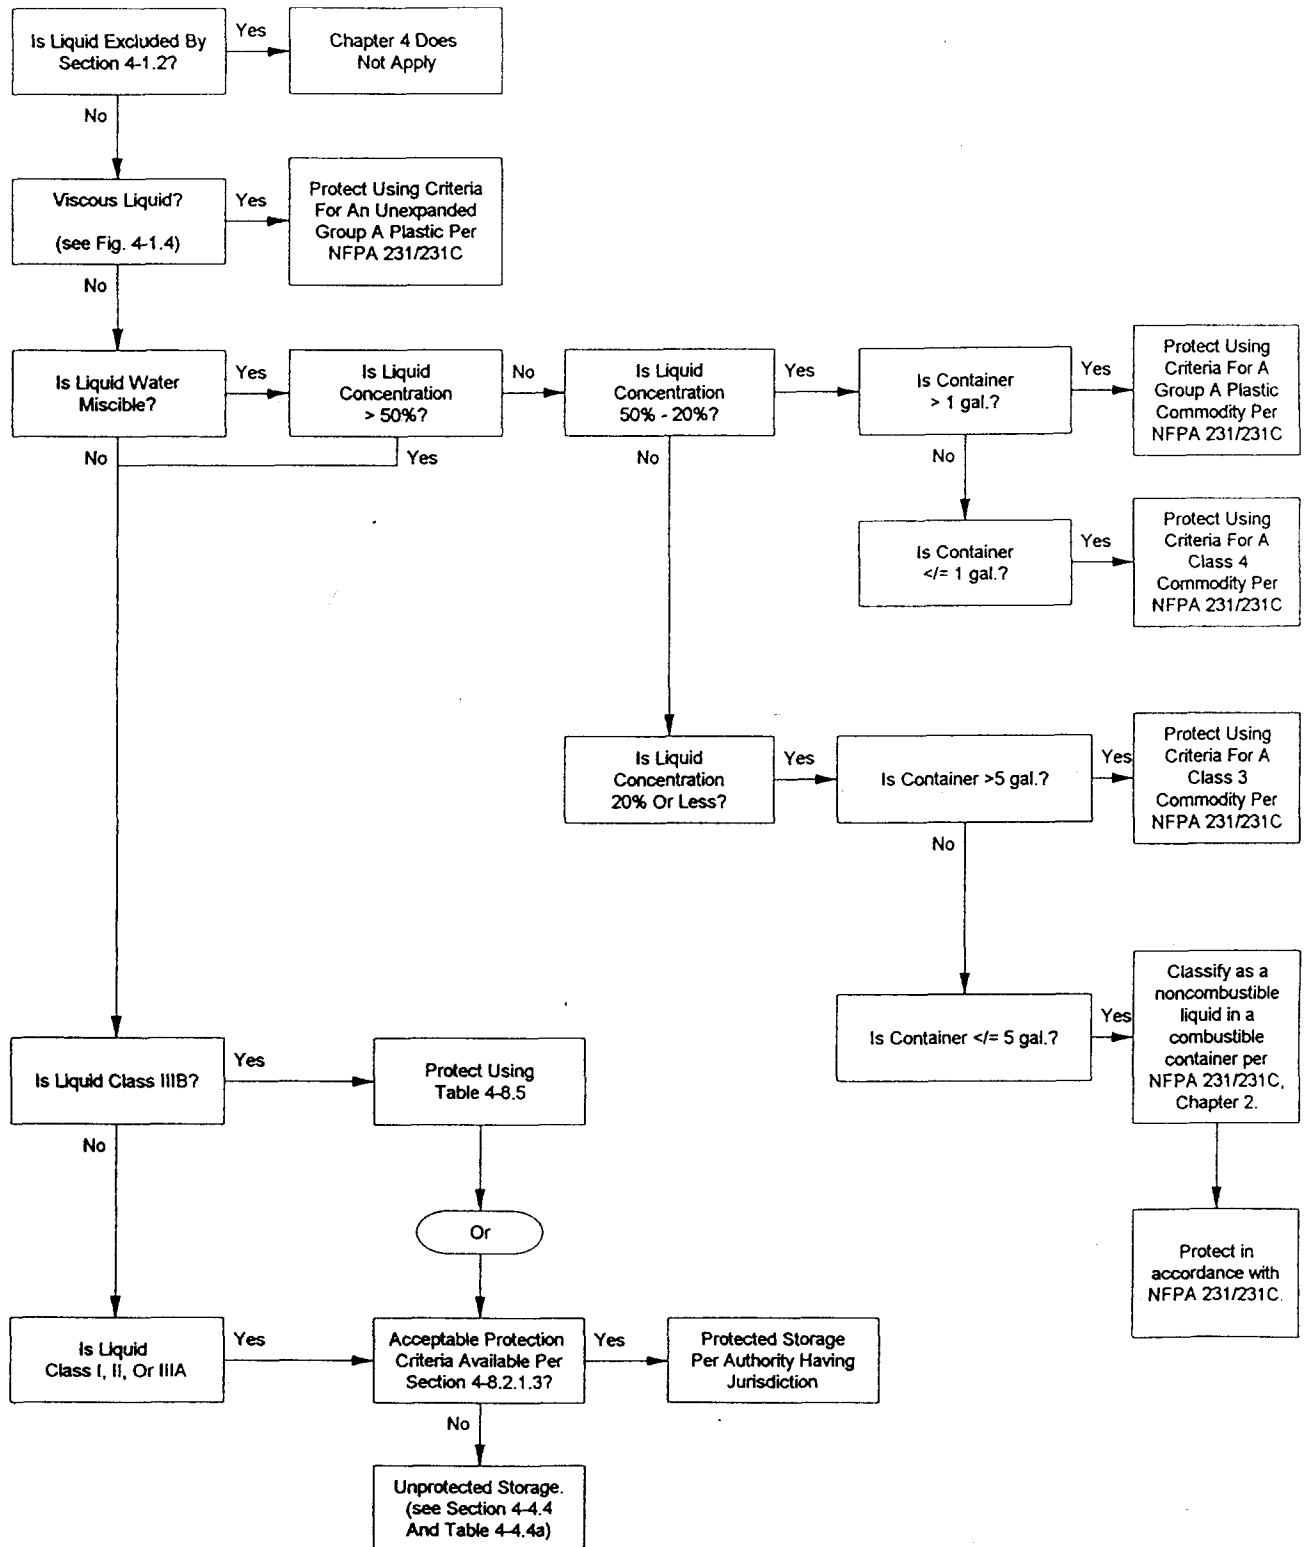 Is Liquid Excluded By
Section 4-1.2?
Yes
Chapter 4 Does
Not Apply
No
Viscous Liquid?
(see Fig. 4-1.4)
Yes
Protect Using Criteria
For An Unexpanded
Group A Plastic Per
NFPA 231/231C
No
Is Liquid Water
Miscible?
Yes
Is Liquid
Concentration
> 50%?
No
Is Liquid
Concentration
50% - 20%?
Yes
Is Container
> 1 gal.?
Yes
Protect Using
Criteria For A
Group A Plastic
Commodity Per
NFPA 231/231C
No
Yes
No
No
Is Container
</= 1 gal.?
Yes
Protect Using
Criteria For A
Class 4
Commodity Per
NFPA 231/231C
Is Liquid
Concentration
20% Or Less?
Yes
Is Container >5 gal.?
Yes
Protect Using
Criteria For A
Class 3
Commodity Per
NFPA 231/231C
No
Is Container </= 5 gal.?
Yes
Classify as a
noncombustible
liquid in a
combustible
container per
NFPA 231/231C,
Chapter 2.
Is Liquid Class IIIB?
Yes
Protect Using
Table 4-8.5
No
Or
Protect in
accordance with
NFPA 231/231C.
Is Liquid
Class I, II, Or IIIA
Yes
Acceptable Protection
Criteria Available Per
Section 4-8.2.1.3?
Yes
Protected Storage
Per Authority Having
Jurisdiction
No
Unprotected Storage.
(see Section 4-4.4
And Table 4-4.4a)